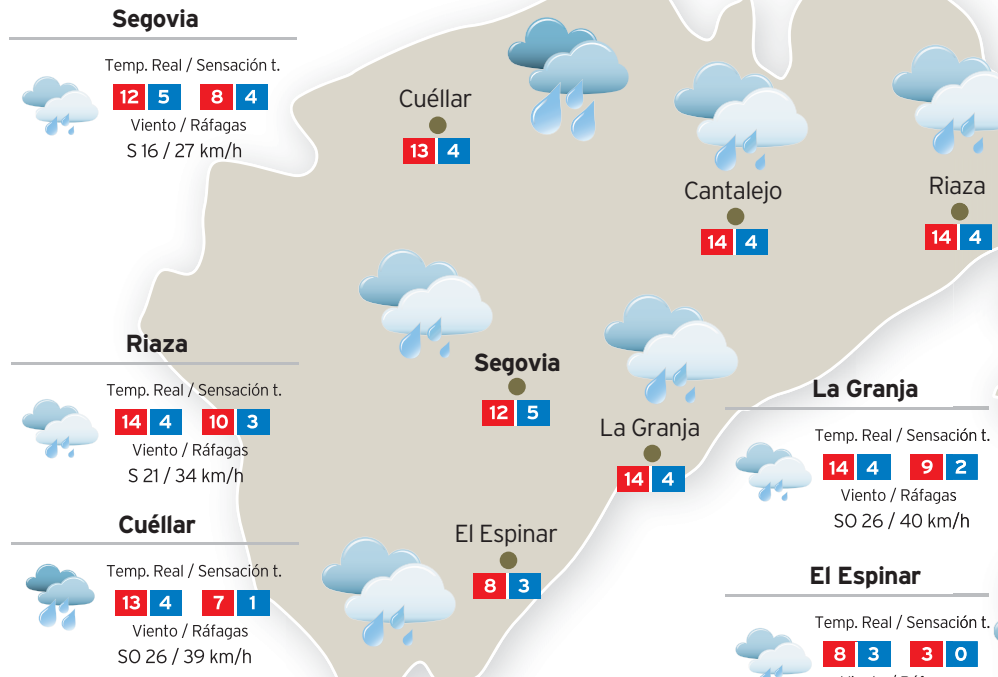 Segovia
Temp. Real / Sensación t.
12 5 8 4
Viento / Ráfagas
S 16 / 27 km/h
Riaza
Temp. Real / Sensación t.
14 4 10 3
Viento / Ráfagas
S 21 / 34 km/h
Cuéllar
Temp. Real / Sensación t.
13 4 7 1
Viento / Ráfagas
SO 26 / 39 km/h
Cuéllar
13 4
Cantalejo
14 4
Riaza
14 4
Segovia
12 5
La Granja
14 4
El Espinar
8 3
La Granja
Temp. Real / Sensación t.
14 4 9 2
Viento / Ráfagas
SO 26 / 40 km/h
El Espinar
Temp. Real / Sensación t.
8 3 3 0